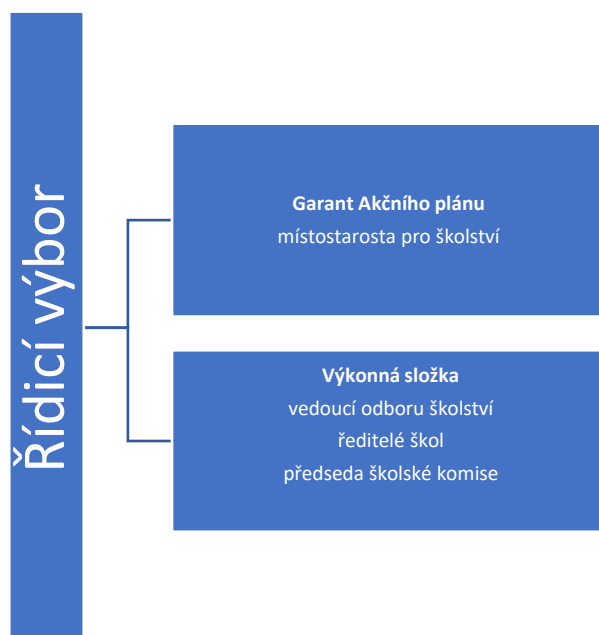 Řídicí výbor
Garant Akčního plánu
místostarosta pro školství
Výkonná složka
vedoucí odboru školství
ředitelé škol
předseda školské komise